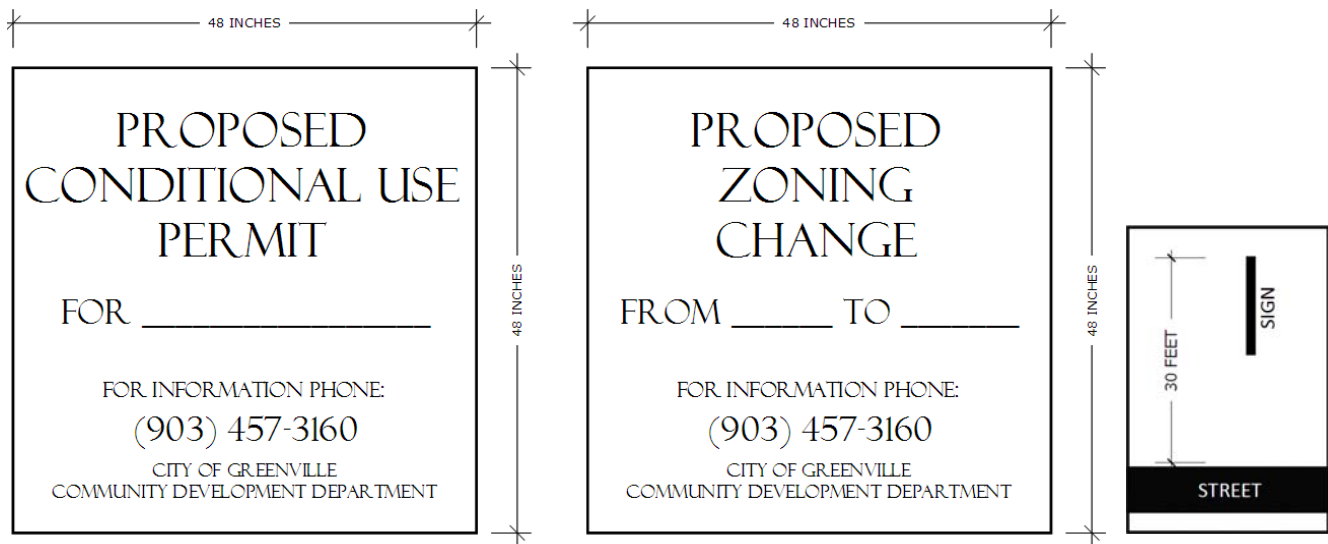 48 INCHES
PROPOSED
CONDITIONAL USE
PERMIT
FOR _________________
FOR INFORMATION PHONE:
(903) 457-3160
CITY OF GREENVILLE
COMMUNITY DEVELOPMENT DEPARTMENT
48 INCHES
48 INCHES
PROPOSED
ZONING
CHANGE
FROM ______ TO _______
FOR INFORMATION PHONE:
(903) 457-3160
CITY OF GREENVILLE
COMMUNITY DEVELOPMENT DEPARTMENT
48 INCHES
30 FEET
SIGN
STREET